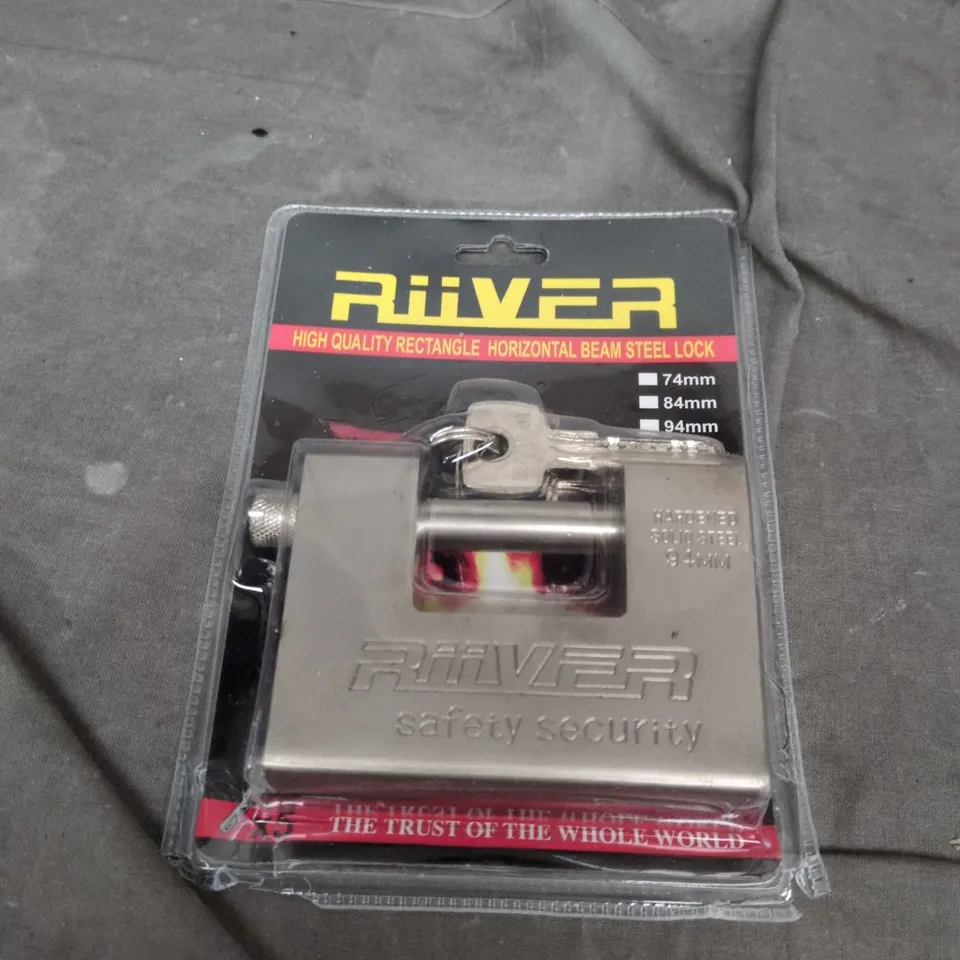 RiiVER
HIGH QUALITY RECTANGLE HORIZONTAL BEAM STEEL LOCK
74mm
84mm
94mm
HARDENED
SOLID STEEL
94MM
RiiVER
safety security
X5
THE TRUST OF THE WHOLE WORLD